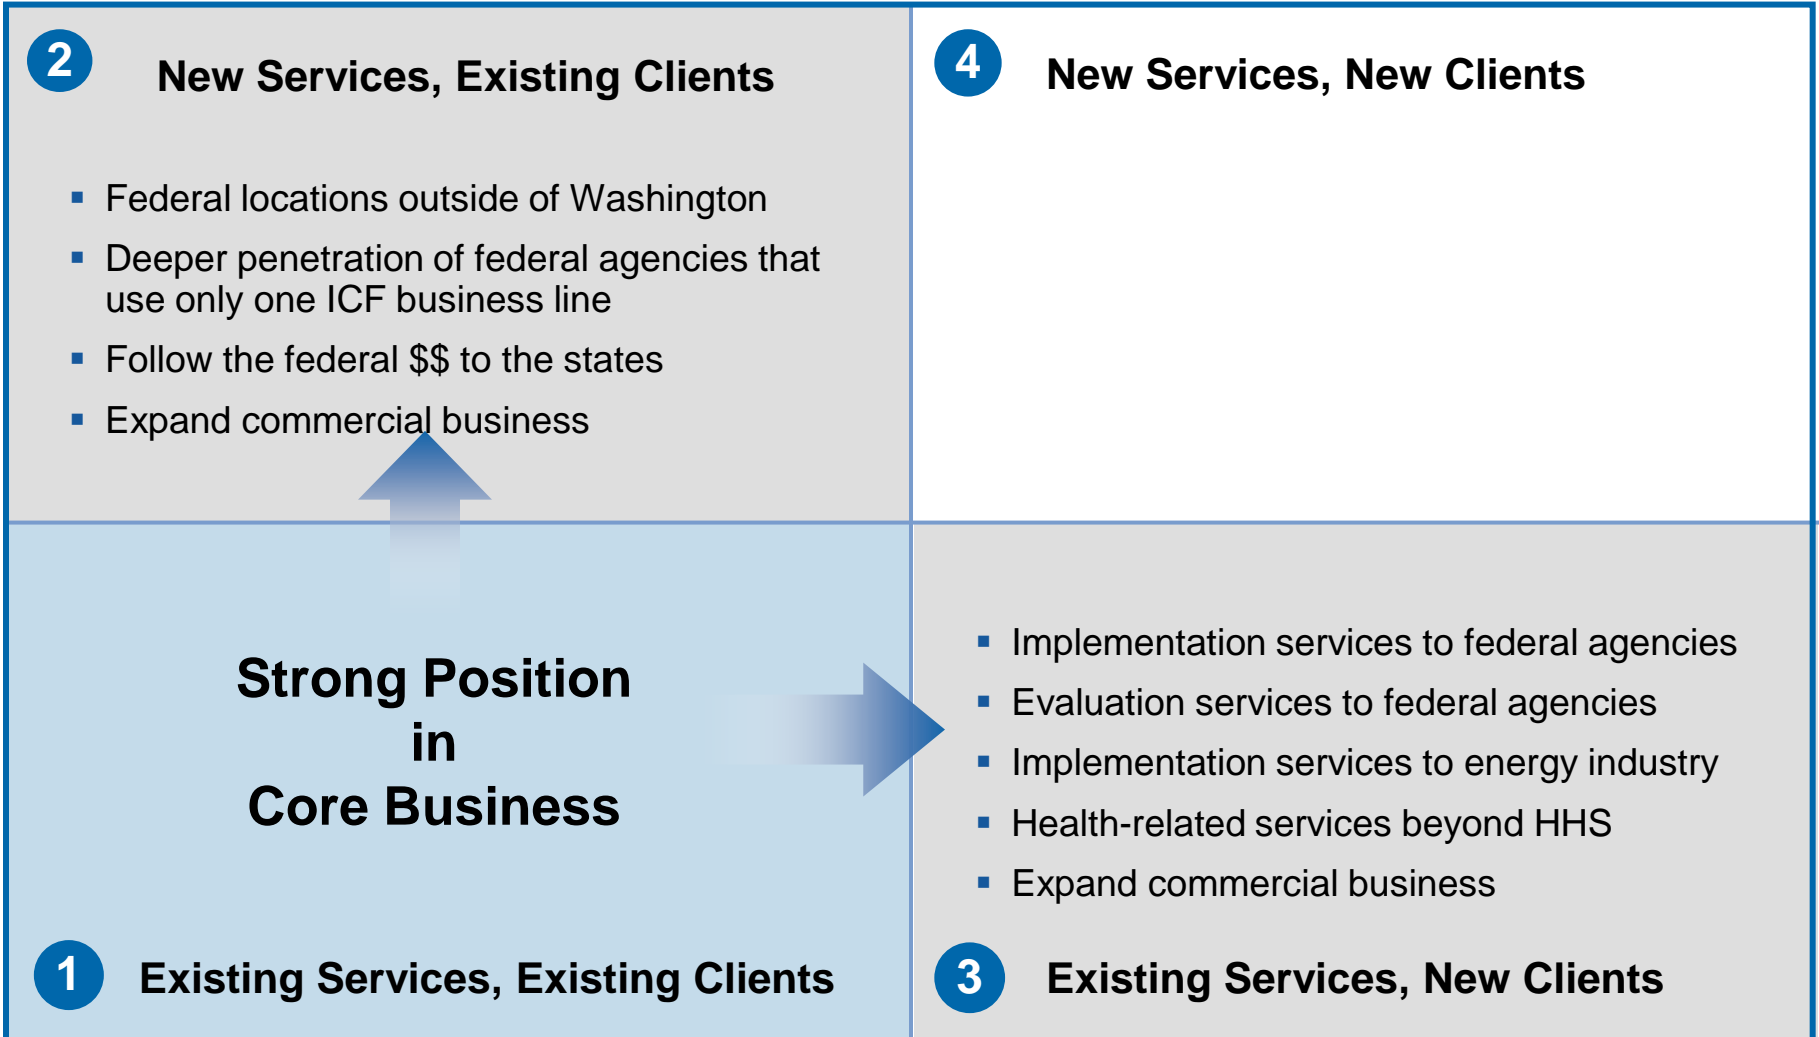 2
New Services, Existing Clients
▪ Federal locations outside of Washington
▪ Deeper penetration of federal agencies that
use only one ICF business line
▪ Follow the federal $$ to the states
▪ Expand commercial business
4
New Services, New Clients
Strong Position
in
Core Business
1
Existing Services, Existing Clients
▪ Implementation services to federal agencies
▪ Evaluation services to federal agencies
▪ Implementation services to energy industry
▪ Health-related services beyond HHS
▪ Expand commercial business
3
Existing Services, New Clients